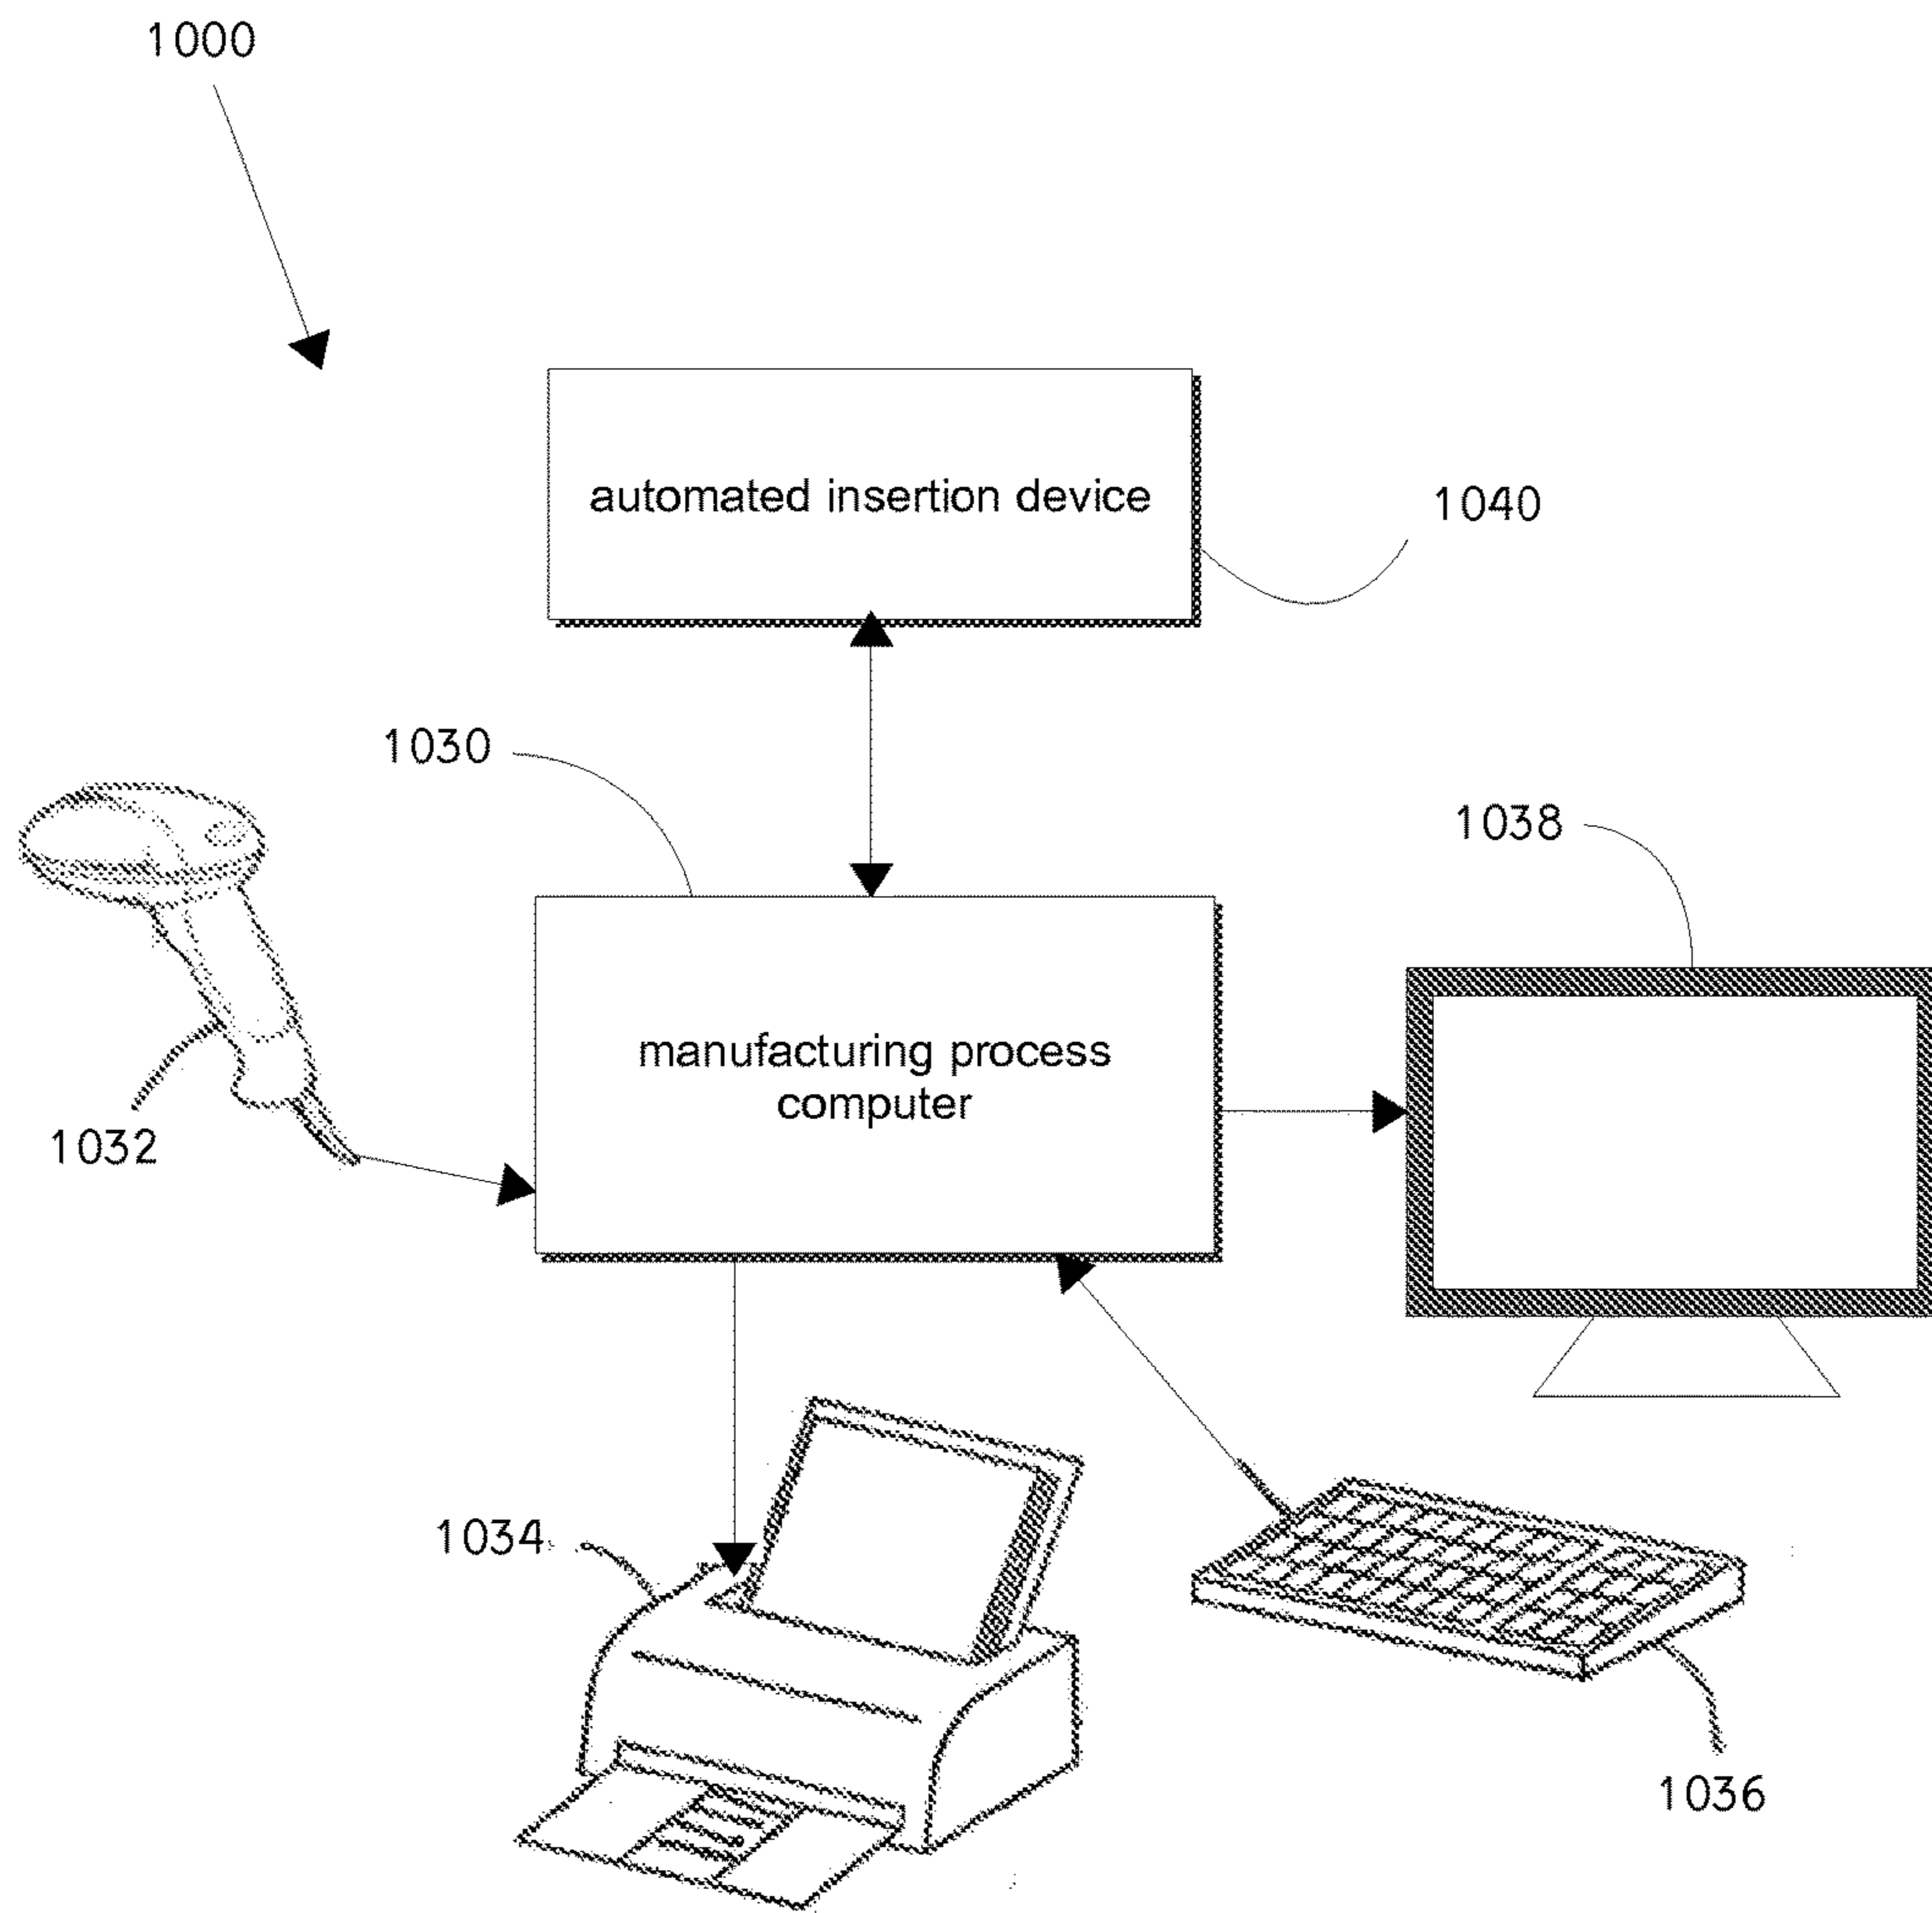 1000
automated insertion device
1040
1030
1038
manufacturing process
computer
1032
1034
1036